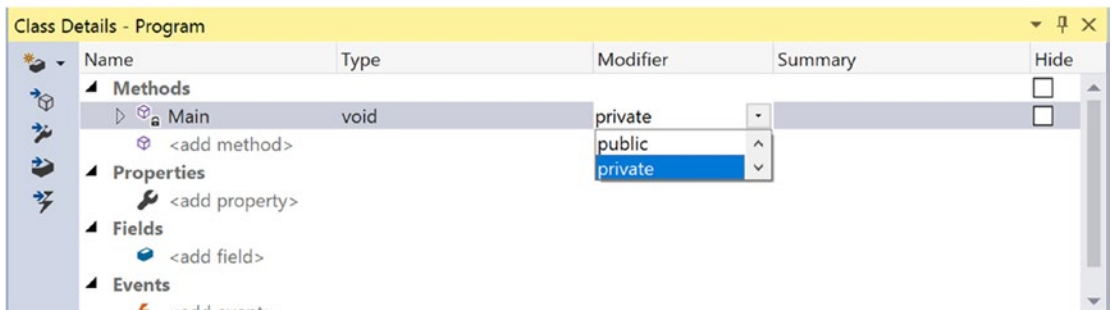 Class Details - Program
Name Type Modifier Summary Hide
Methods
Main void private
<add method> public
private
Properties
<add property>
Fields
<add field>
Events